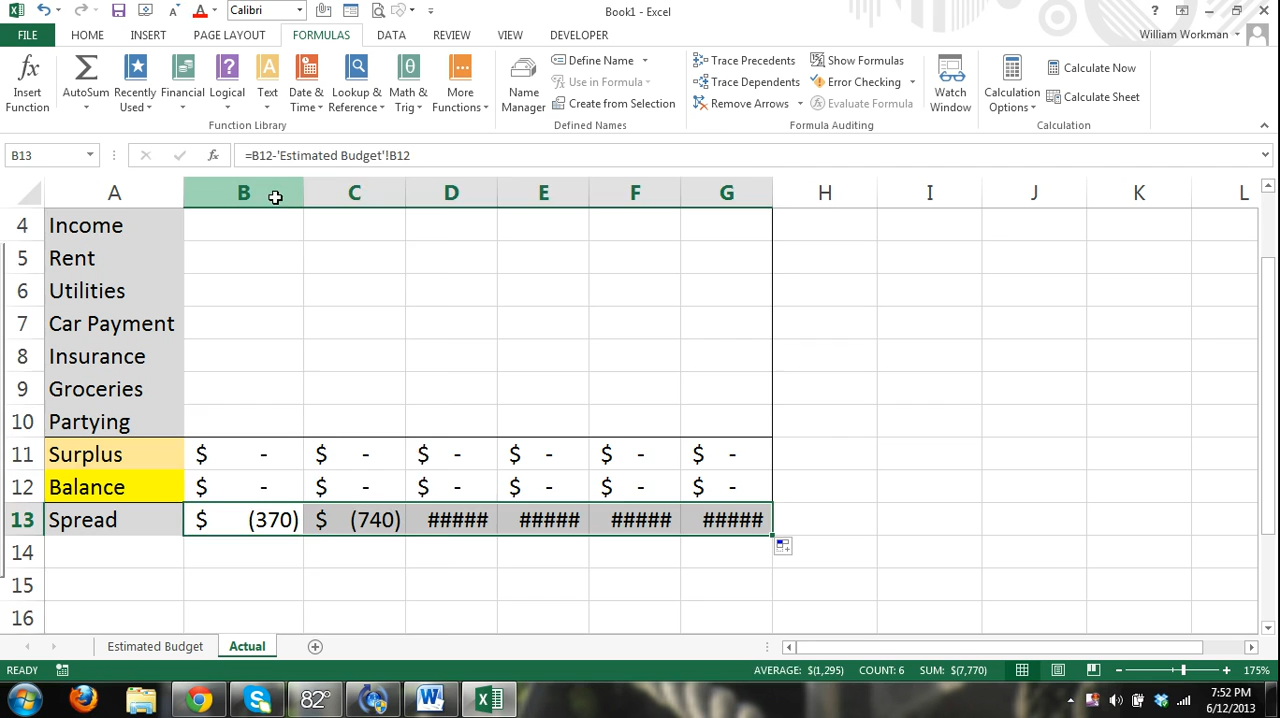 Calibri
Book1 - Excel
?
FILE
HOME
INSERT
PAGE LAYOUT
FORMULAS
DATA
REVIEW
VIEW
DEVELOPER
William Workman
fx
Insert
Function
Σ
AutoSum
Recently
Used
Financial
Logical
Text
Date &
Time
Lookup &
Reference
Math &
Trig
More
Functions
Function Library
Name
Manager
Define Name
Use in Formula
Create from Selection
Defined Names
Trace Precedents
Trace Dependents
Remove Arrows
Show Formulas
Error Checking
Evaluate Formula
Formula Auditing
Watch
Window
Calculation
Options
Calculate Now
Calculate Sheet
Calculation
B13
fx
=B12-'Estimated Budget'!B12
A B C D E F G H I J K L
4 Income
5 Rent
6 Utilities
7 Car Payment
8 Insurance
9 Groceries
10 Partying
11 Surplus $ - $ - $ - $ - $ - $ -
12 Balance $ - $ - $ - $ - $ - $ -
13 Spread $ (370) $ (740) ##### ##### ##### #####
14
15
16
Estimated Budget
Actual
READY
AVERAGE: $(1,295) COUNT: 6 SUM: $(7,770)
175%
82°
7:52 PM
6/12/2013